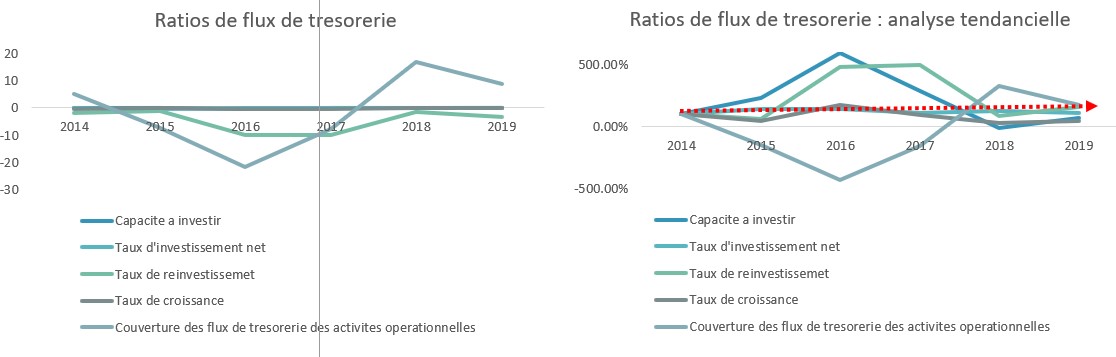 Ratios de flux de tresorerie
20
10
0
-10
-20
-30
2014 2015 2016 2017 2018 2019
Capacite a investir
Taux d'investissement net
Taux de reinvestissemet
Taux de croissance
Couverture des flux de tresorerie des activites operationnelles
Ratios de flux de tresorerie : analyse tendancielle
500.00%
0.00%
-500.00%
2014 2015 2016 2017 2018 2019
Capacite a investir
Taux d'investissement net
Taux de reinvestissemet
Taux de croissance
Couverture des flux de tresorerie des activites operationnelles